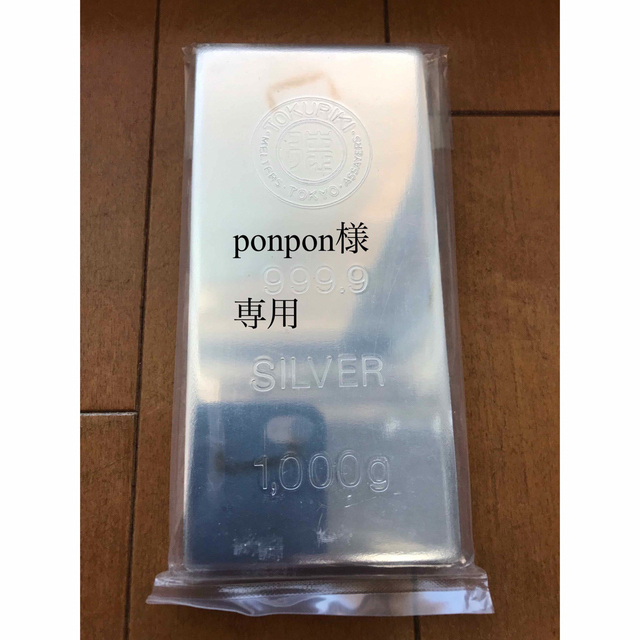 TOKURIKI
MELTERS · TOKYO · ASSAYERS
ponpon様
999.9
専用
SILVER
1,000g